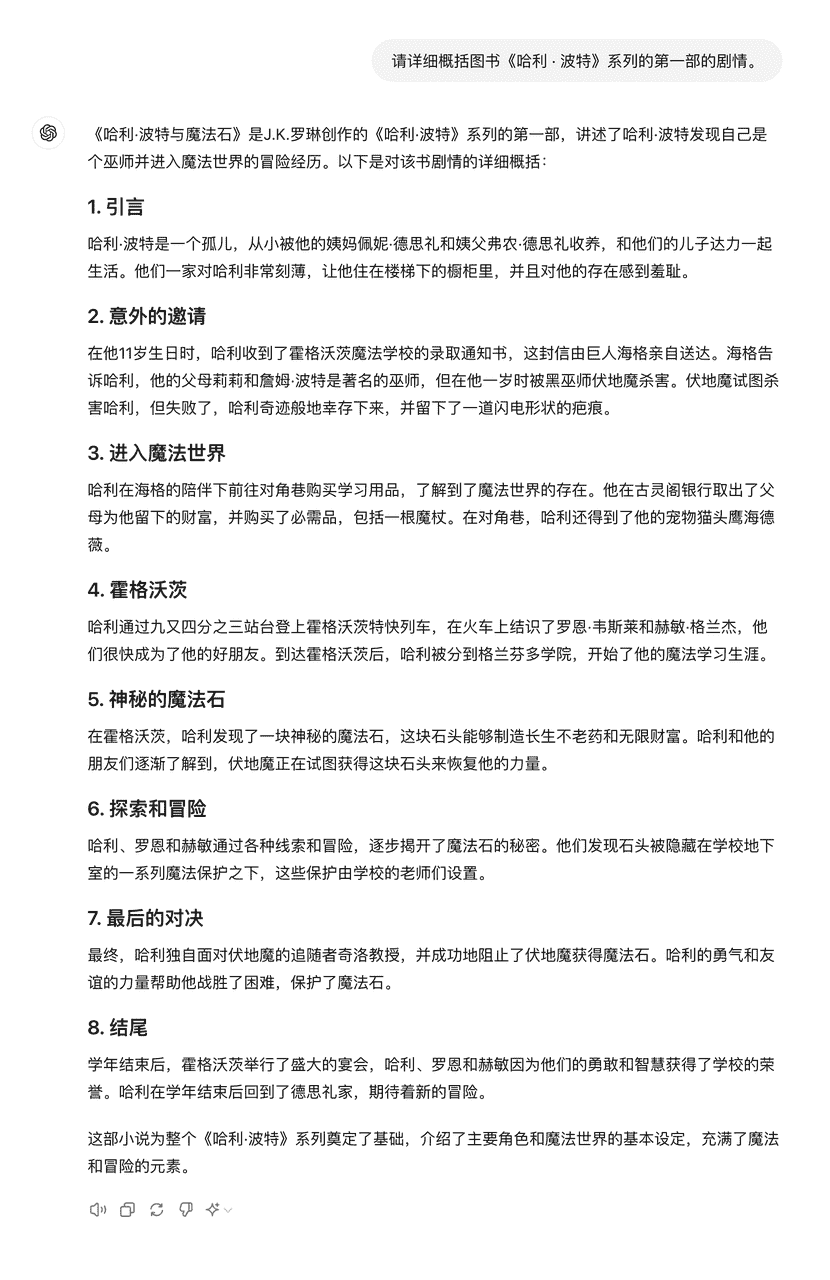 请详细概括图书《哈利 · 波特》系列的第一部的剧情。
《哈利·波特与魔法石》是J.K.罗琳创作的《哈利·波特》系列的第一部，讲述了哈利·波特发现自己是
个巫师并进入魔法世界的冒险经历。以下是对该书剧情的详细概括：
1. 引言
哈利·波特是一个孤儿，从小被他的姨妈佩妮·德思礼和姨父弗农·德思礼收养，和他们的儿子达力一起
生活。他们一家对哈利非常刻薄，让他住在楼梯下的橱柜里，并且对他的存在感到羞耻。
2. 意外的邀请
在他11岁生日时，哈利收到了霍格沃茨魔法学校的录取通知书，这封信由巨人海格亲自送达。海格告
诉哈利，他的父母莉莉和詹姆·波特是著名的巫师，但在他一岁时被黑巫师伏地魔杀害。伏地魔试图杀
害哈利，但失败了，哈利奇迹般地幸存下来，并留下了一道闪电形状的疤痕。
3. 进入魔法世界
哈利在海格的陪伴下前往对角巷购买学习用品，了解到了魔法世界的存在。他在古灵阁银行取出了父
母为他留下的财富，并购买了必需品，包括一根魔杖。在对角巷，哈利还得到了他的宠物猫头鹰海德
薇。
4. 霍格沃茨
哈利通过九又四分之三站台登上霍格沃茨特快列车，在火车上结识了罗恩·韦斯莱和赫敏·格兰杰，他
们很快成为了他的好朋友。到达霍格沃茨后，哈利被分到格兰芬多学院，开始了他的魔法学习生涯。
5. 神秘的魔法石
在霍格沃茨，哈利发现了一块神秘的魔法石，这块石头能够制造长生不老药和无限财富。哈利和他的
朋友们逐渐了解到，伏地魔正在试图获得这块石头来恢复他的力量。
6. 探索和冒险
哈利、罗恩和赫敏通过各种线索和冒险，逐步揭开了魔法石的秘密。他们发现石头被隐藏在学校地下
室的一系列魔法保护之下，这些保护由学校的老师们设置。
7. 最后的对决
最终，哈利独自面对伏地魔的追随者奇洛教授，并成功地阻止了伏地魔获得魔法石。哈利的勇气和友
谊的力量帮助他战胜了困难，保护了魔法石。
8. 结尾
学年结束后，霍格沃茨举行了盛大的宴会，哈利、罗恩和赫敏因为他们的勇敢和智慧获得了学校的荣
誉。哈利在学年结束后回到了德思礼家，期待着新的冒险。
这部小说为整个《哈利·波特》系列奠定了基础，介绍了主要角色和魔法世界的基本设定，充满了魔法
和冒险的元素。